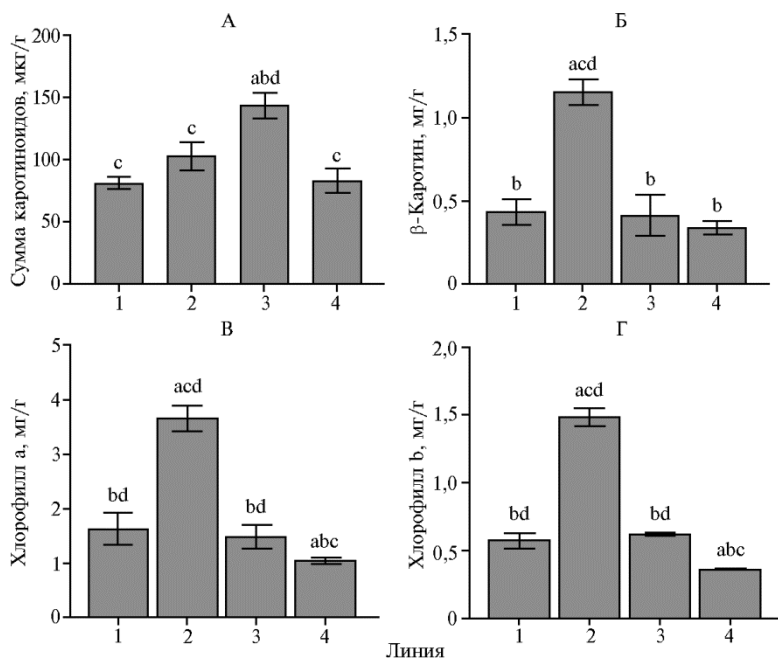 А
Сумма каротиноидов, мкг/г
200
150
100
50
0
c
c
abd
c
1
2
3
4
Б
β-Каротин, мг/г
1,5
1,0
0,5
0
b
acd
b
b
1
2
3
4
В
Хлорофилл a, мг/г
5
4
3
2
1
0
bd
acd
bd
abc
1
2
3
4
Г
Хлорофилл b, мг/г
2,0
1,5
1,0
0,5
0
bd
acd
bd
abc
1
2
3
4
Линия